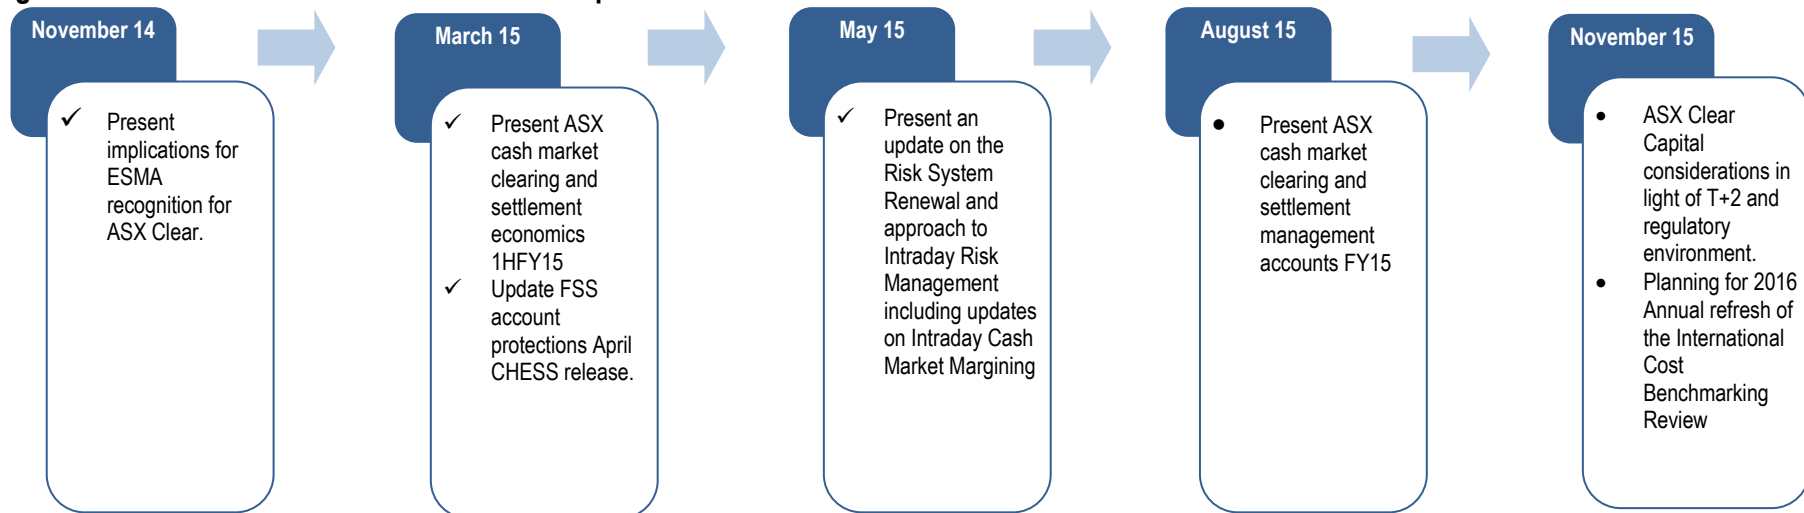 November 14
✓ Present
implications for
ESMA
recognition for
ASX Clear.
March 15
✓ Present ASX
cash market
clearing and
settlement
economics
1HFY15
✓ Update FSS
account
protections April
CHESS release.
May 15
✓ Present an
update on the
Risk System
Renewal and
approach to
Intraday Risk
Management
including updates
on Intraday Cash
Market Margining
August 15
• Present ASX
cash market
clearing and
settlement
management
accounts FY15
November 15
• ASX Clear
Capital
considerations in
light of T+2 and
regulatory
environment.
• Planning for 2016
Annual refresh of
the International
Cost
Benchmarking
Review